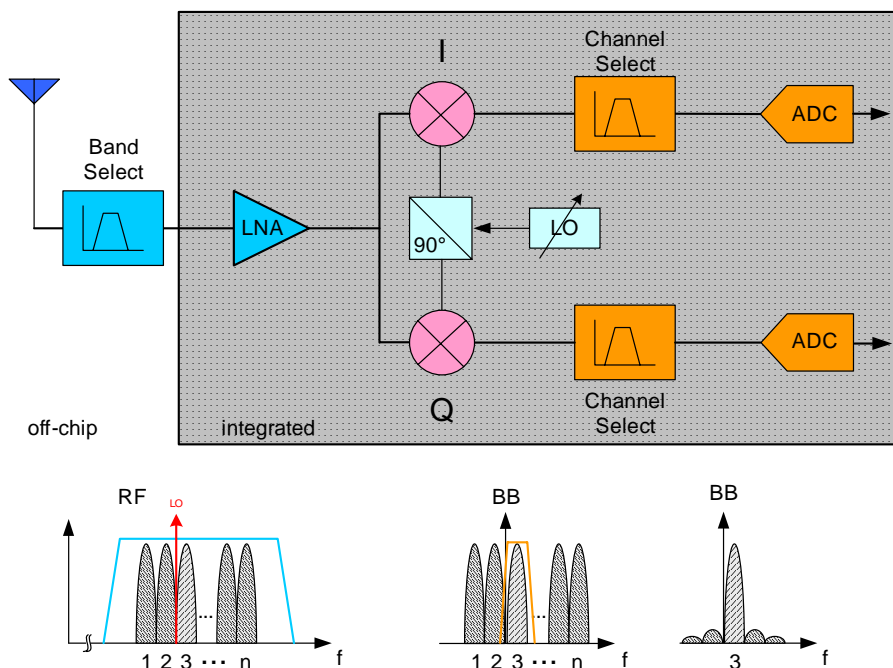 I
Channel
Select
ADC
Band
Select
LNA
90°
LO
ADC
Q
Channel
Select
off-chip
integrated
RF
LO
...
1 2 3 ... n
f
BB
...
1 2 3 ... n
f
BB
3
f